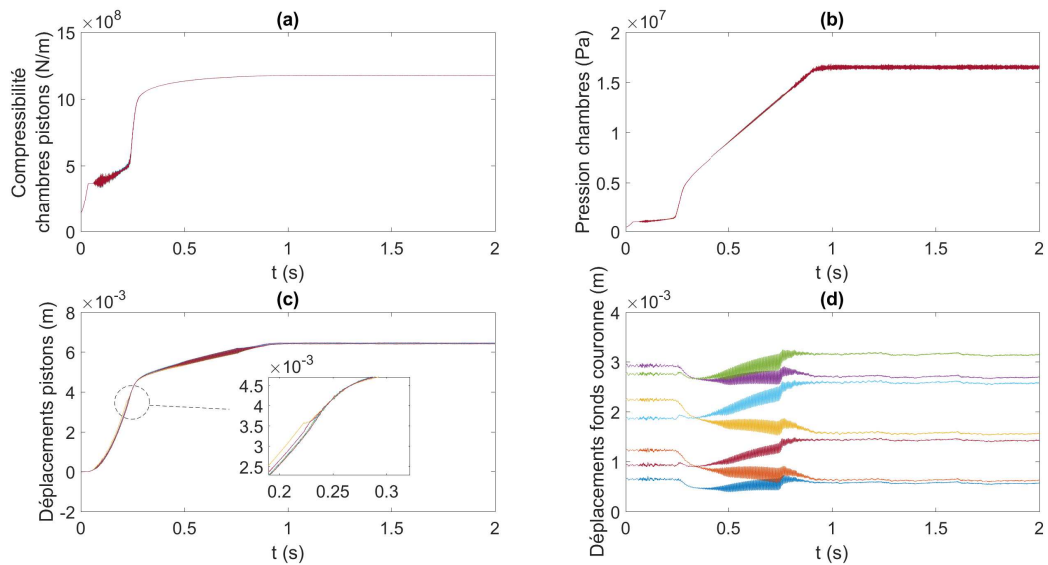 (a)
×10^8
15
10
5
0
0 0.5 1 1.5 2
t (s)
Compressibilité
chambres pistons (N/m)
(b)
×10^7
2
1.5
1
0.5
0
0 0.5 1 1.5 2
t (s)
Pression chambres (Pa)
(c)
×10^-3
8
6
4
2
0
-2
0 0.5 1 1.5 2
t (s)
Déplacements pistons (m)
×10^-3
4.5
4
3.5
3
2.5
0.2 0.25 0.3
(d)
×10^-3
4
3
2
1
0
0 0.5 1 1.5 2
t (s)
Déplacements fonds couronne (m)